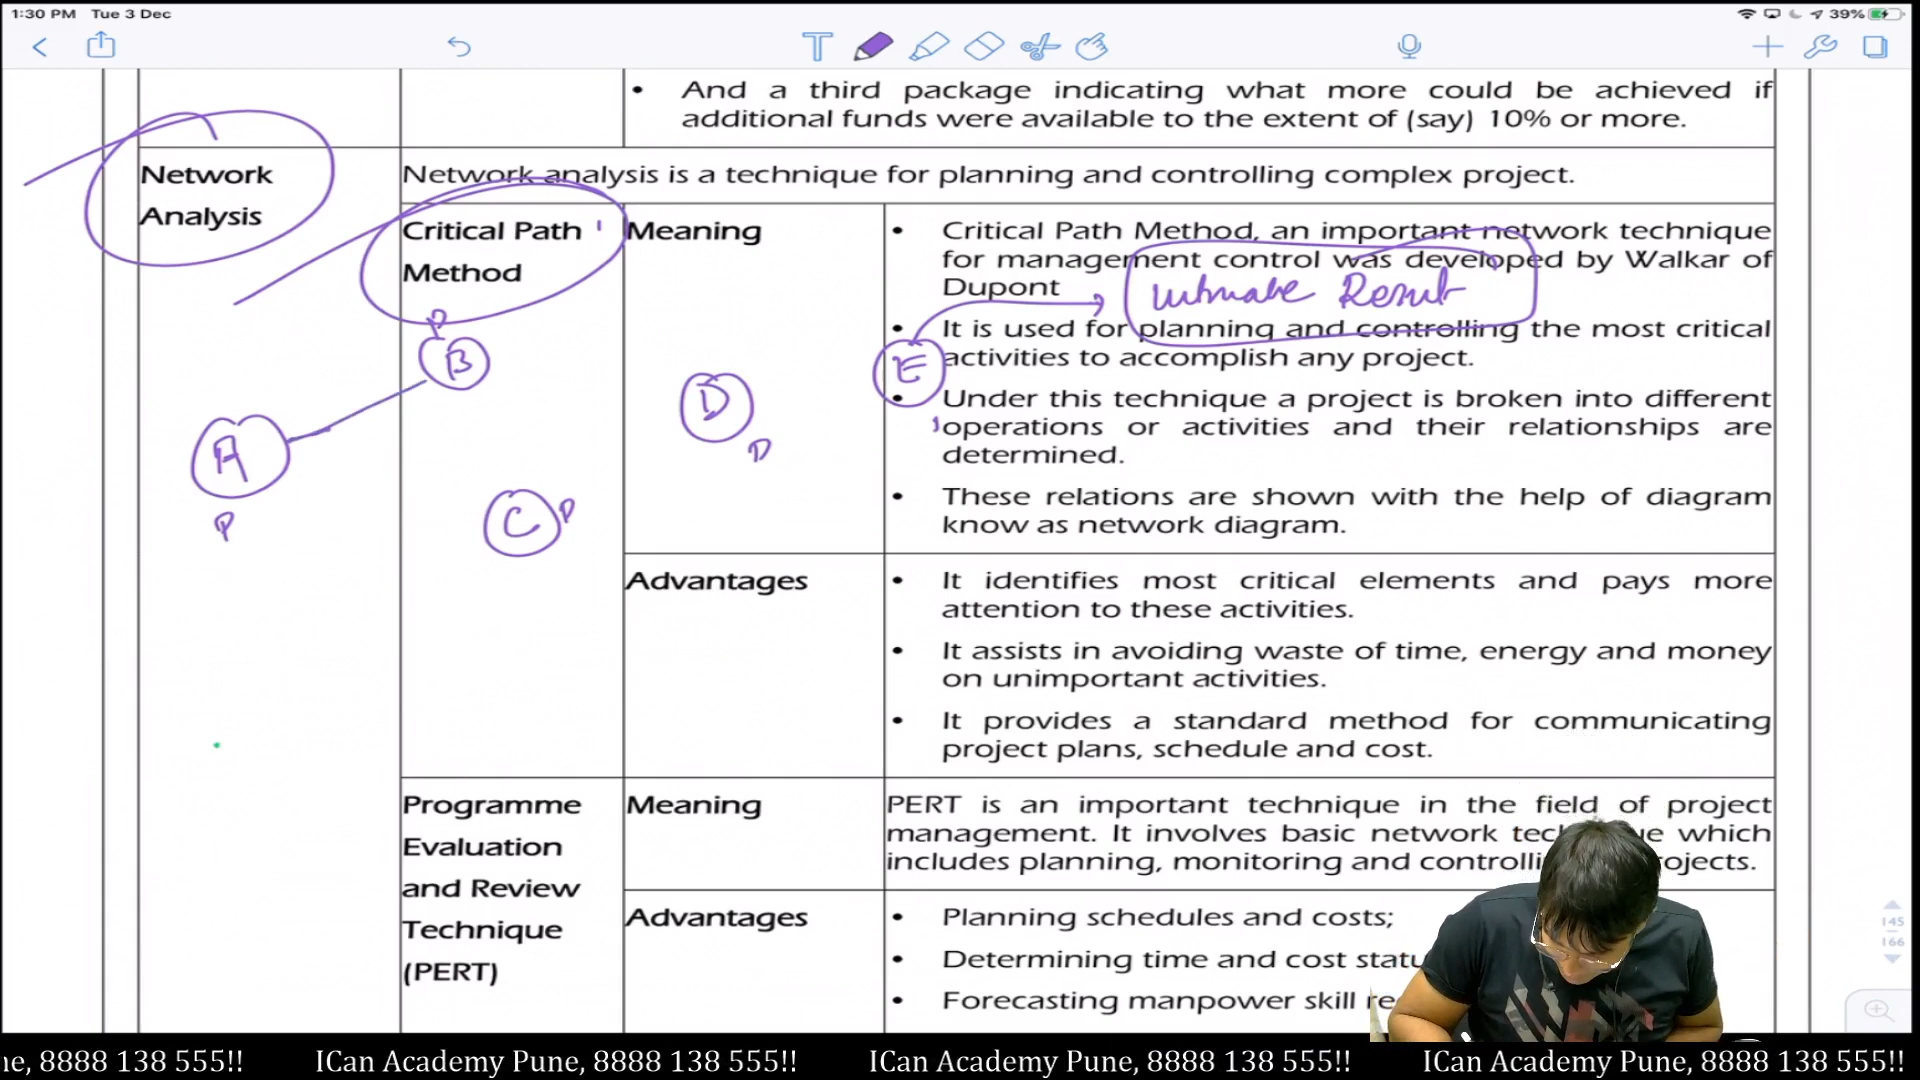 1:30 PM Tue 3 Dec
39%
• And a third package indicating what more could be achieved if
additional funds were available to the extent of (say) 10% or more.
Network
Analysis
Network analysis is a technique for planning and controlling complex project.
Critical Path
Method
Meaning
• Critical Path Method, an important network technique
for management control was developed by Walkar of
Dupont
Result
• It is used for planning and controlling the most critical
activities to accomplish any project.
• Under this technique a project is broken into different
operations or activities and their relationships are
determined.
• These relations are shown with the help of diagram
know as network diagram.
A
P
B
P
C
P
D
P
E
Advantages
• It identifies most critical elements and pays more
attention to these activities.
• It assists in avoiding waste of time, energy and money
on unimportant activities.
• It provides a standard method for communicating
project plans, schedule and cost.
Programme
Evaluation
and Review
Technique
(PERT)
Meaning
PERT is an important technique in the field of project
management. It involves basic network which
includes planning, monitoring and
Advantages
• Planning schedules and costs;
• Determining time and cost
• Forecasting manpower skill
145
166
ne, 8888 138 555!! ICan Academy Pune, 8888 138 555!! ICan Academy Pune, 8888 138 555!! ICan Academy Pune, 8888 138 555!!